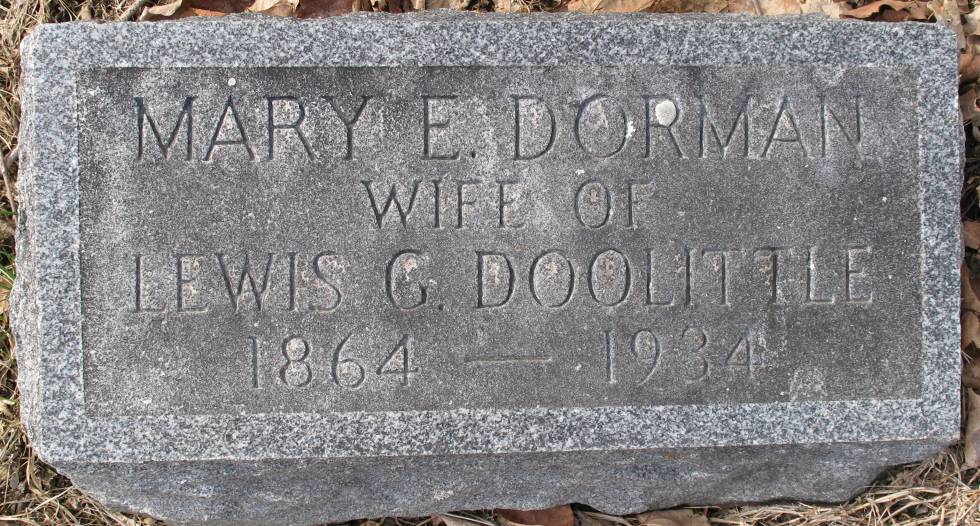 MARY E. DORMAN
WIFE OF
LEWIS G. DOOLITTLE
1864 — 1934